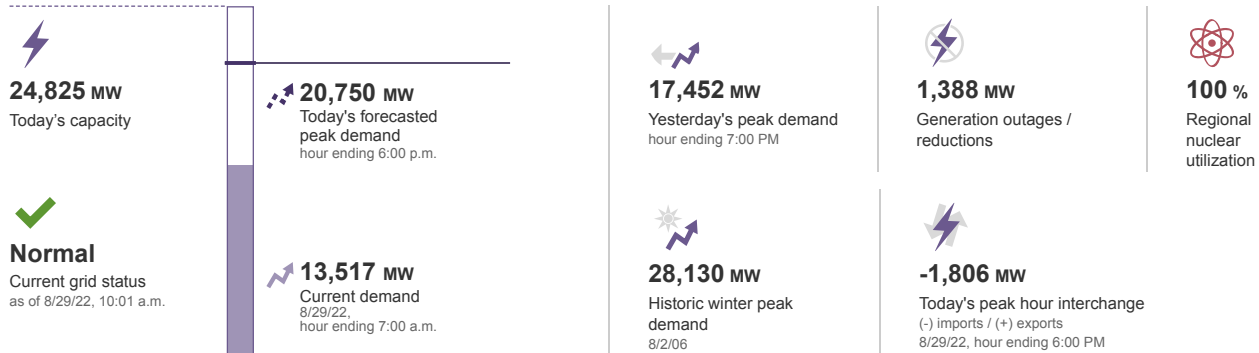 24,825 MW
Today's capacity
Normal
Current grid status
as of 8/29/22, 10:01 a.m.
20,750 MW
Today's forecasted
peak demand
hour ending 6:00 p.m.
13,517 MW
Current demand
8/29/22,
hour ending 7:00 a.m.
17,452 MW
Yesterday's peak demand
hour ending 7:00 PM
1,388 MW
Generation outages /
reductions
100 %
Regional
nuclear
utilization
28,130 MW
Historic winter peak
demand
8/2/06
-1,806 MW
Today's peak hour interchange
(-) imports / (+) exports
8/29/22, hour ending 6:00 PM